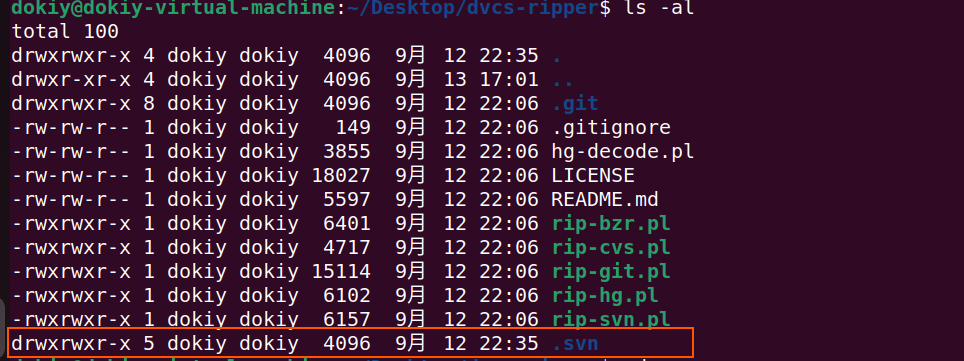 dokiy@dokiy-virtual-machine:~/Desktop/dvcs-ripper$ ls -al
total 100
drwxrwxr-x 4 dokiy dokiy  4096  9月  12 22:35 .
drwxr-xr-x 4 dokiy dokiy  4096  9月  13 17:01 ..
drwxrwxr-x 8 dokiy dokiy  4096  9月  12 22:06 .git
-rw-rw-r-- 1 dokiy dokiy   149  9月  12 22:06 .gitignore
-rw-rw-r-- 1 dokiy dokiy  3855  9月  12 22:06 hg-decode.pl
-rw-rw-r-- 1 dokiy dokiy 18027  9月  12 22:06 LICENSE
-rw-rw-r-- 1 dokiy dokiy  5597  9月  12 22:06 README.md
-rwxrwxr-x 1 dokiy dokiy  6401  9月  12 22:06 rip-bzr.pl
-rwxrwxr-x 1 dokiy dokiy  4717  9月  12 22:06 rip-cvs.pl
-rwxrwxr-x 1 dokiy dokiy 15114  9月  12 22:06 rip-git.pl
-rwxrwxr-x 1 dokiy dokiy  6102  9月  12 22:06 rip-hg.pl
-rwxrwxr-x 1 dokiy dokiy  6157  9月  12 22:06 rip-svn.pl
drwxrwxr-x 5 dokiy dokiy  4096  9月  12 22:35 .svn